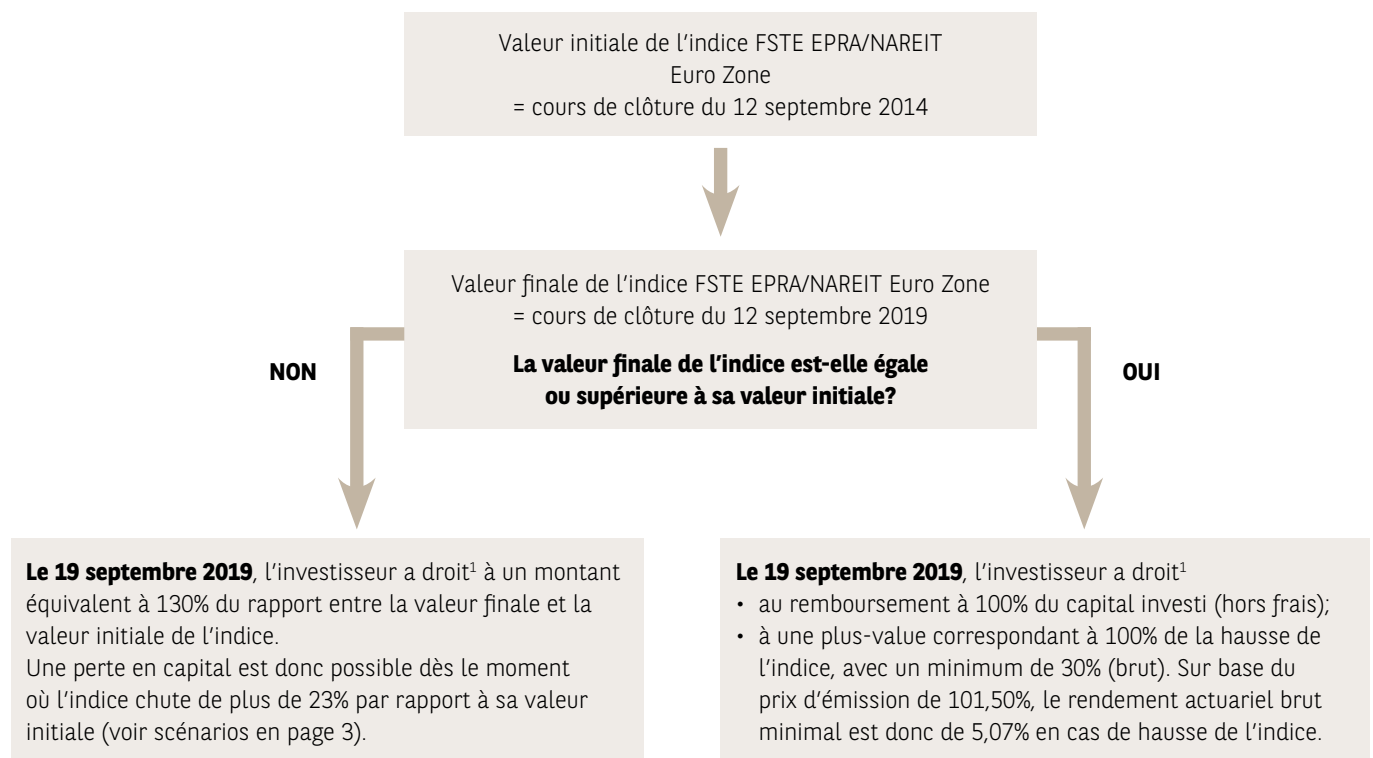 Valeur initiale de l’indice FSTE EPRA/NAREIT
Euro Zone
= cours de clôture du 12 septembre 2014
Valeur finale de l’indice FSTE EPRA/NAREIT Euro Zone
= cours de clôture du 12 septembre 2019
La valeur finale de l’indice est-elle égale
ou supérieure à sa valeur initiale?
NON
OUI
Le 19 septembre 2019, l’investisseur a droit¹ à un montant
équivalent à 130% du rapport entre la valeur finale et la
valeur initiale de l’indice.
Une perte en capital est donc possible dès le moment
où l’indice chute de plus de 23% par rapport à sa valeur
initiale (voir scénarios en page 3).
Le 19 septembre 2019, l’investisseur a droit¹
• au remboursement à 100% du capital investi (hors frais);
• à une plus-value correspondant à 100% de la hausse de
l’indice, avec un minimum de 30% (brut). Sur base du
prix d’émission de 101,50%, le rendement actuariel brut
minimal est donc de 5,07% en cas de hausse de l’indice.